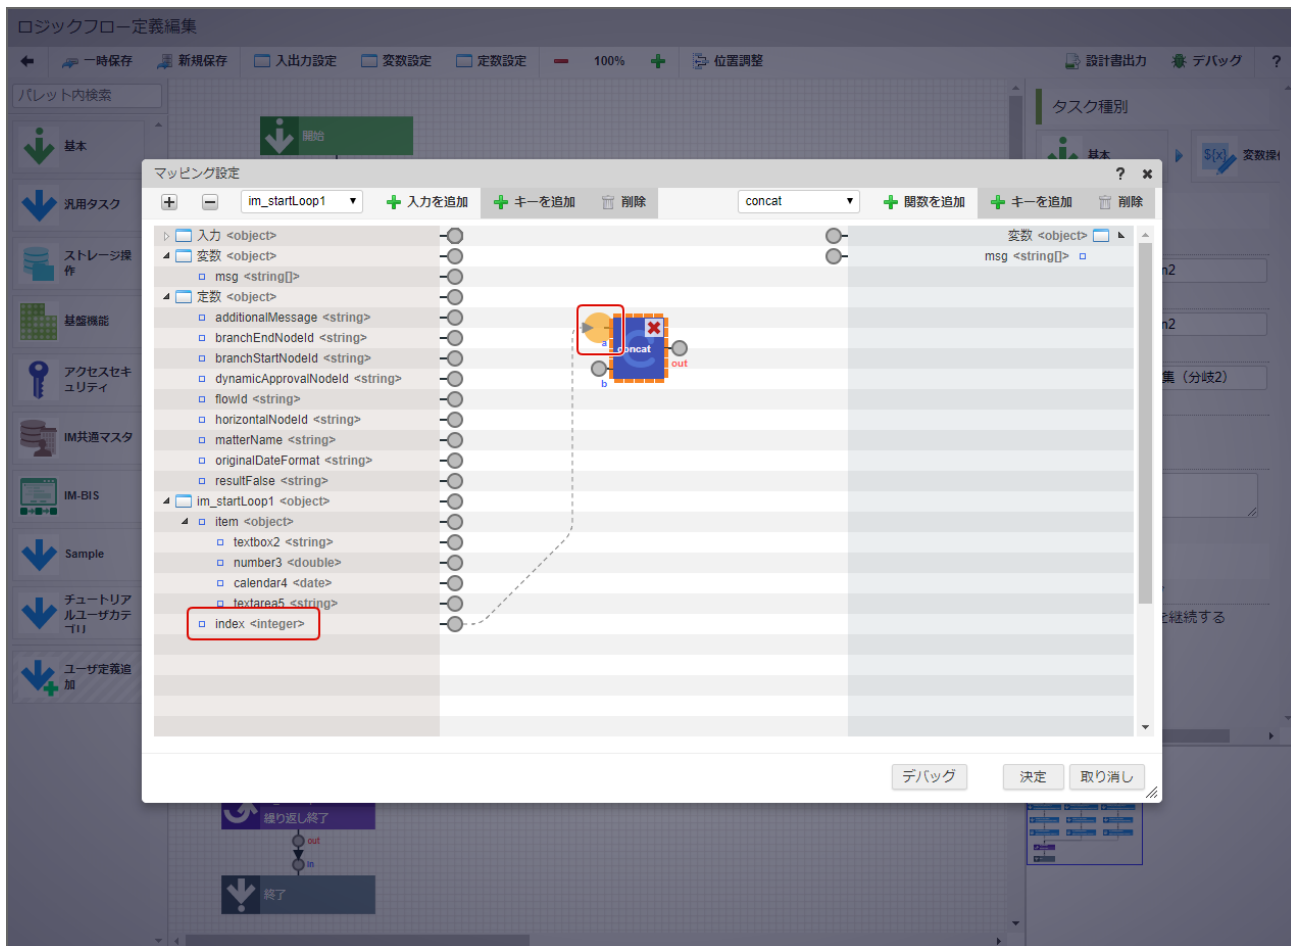 ロジックフロー定義編集
一時保存 新規保存 入出力設定 変数設定 定数設定 100% 位置調整 設計書出力 デバッグ ?
パレット内検索
タスク種別
基本
開始
基本
${x}
変数操作
マッピング設定 ?
im_startLoop1 入力を追加 キーを追加 削除 concat 関数を追加 キーを追加 削除
汎用タスク
入力 <object>
変数 <object>
変数 <object>
msg <string[]>
msg <string[]>
ストレージ操
作
定数 <object>
additionalMessage <string>
branchEndNodeId <string>
branchStartNodeId <string>
dynamicApprovalNodeId <string>
flowId <string>
horizontalNodeId <string>
matterName <string>
originalDateFormat <string>
resultFalse <string>
im_startLoop1 <object>
item <object>
textbox2 <string>
number3 <double>
calendar4 <date>
textarea5 <string>
index <integer>
a
concat
out
b
n2
n2
集（分岐2）
を継続する
基盤機能
アクセスセキ
ュリティ
IM共通マスタ
IM-BIS
Sample
チュートリア
ルユーザカテ
ゴリ
ユーザ定義追
加
デバッグ 決定 取り消し
繰り返し終了
out
in
終了